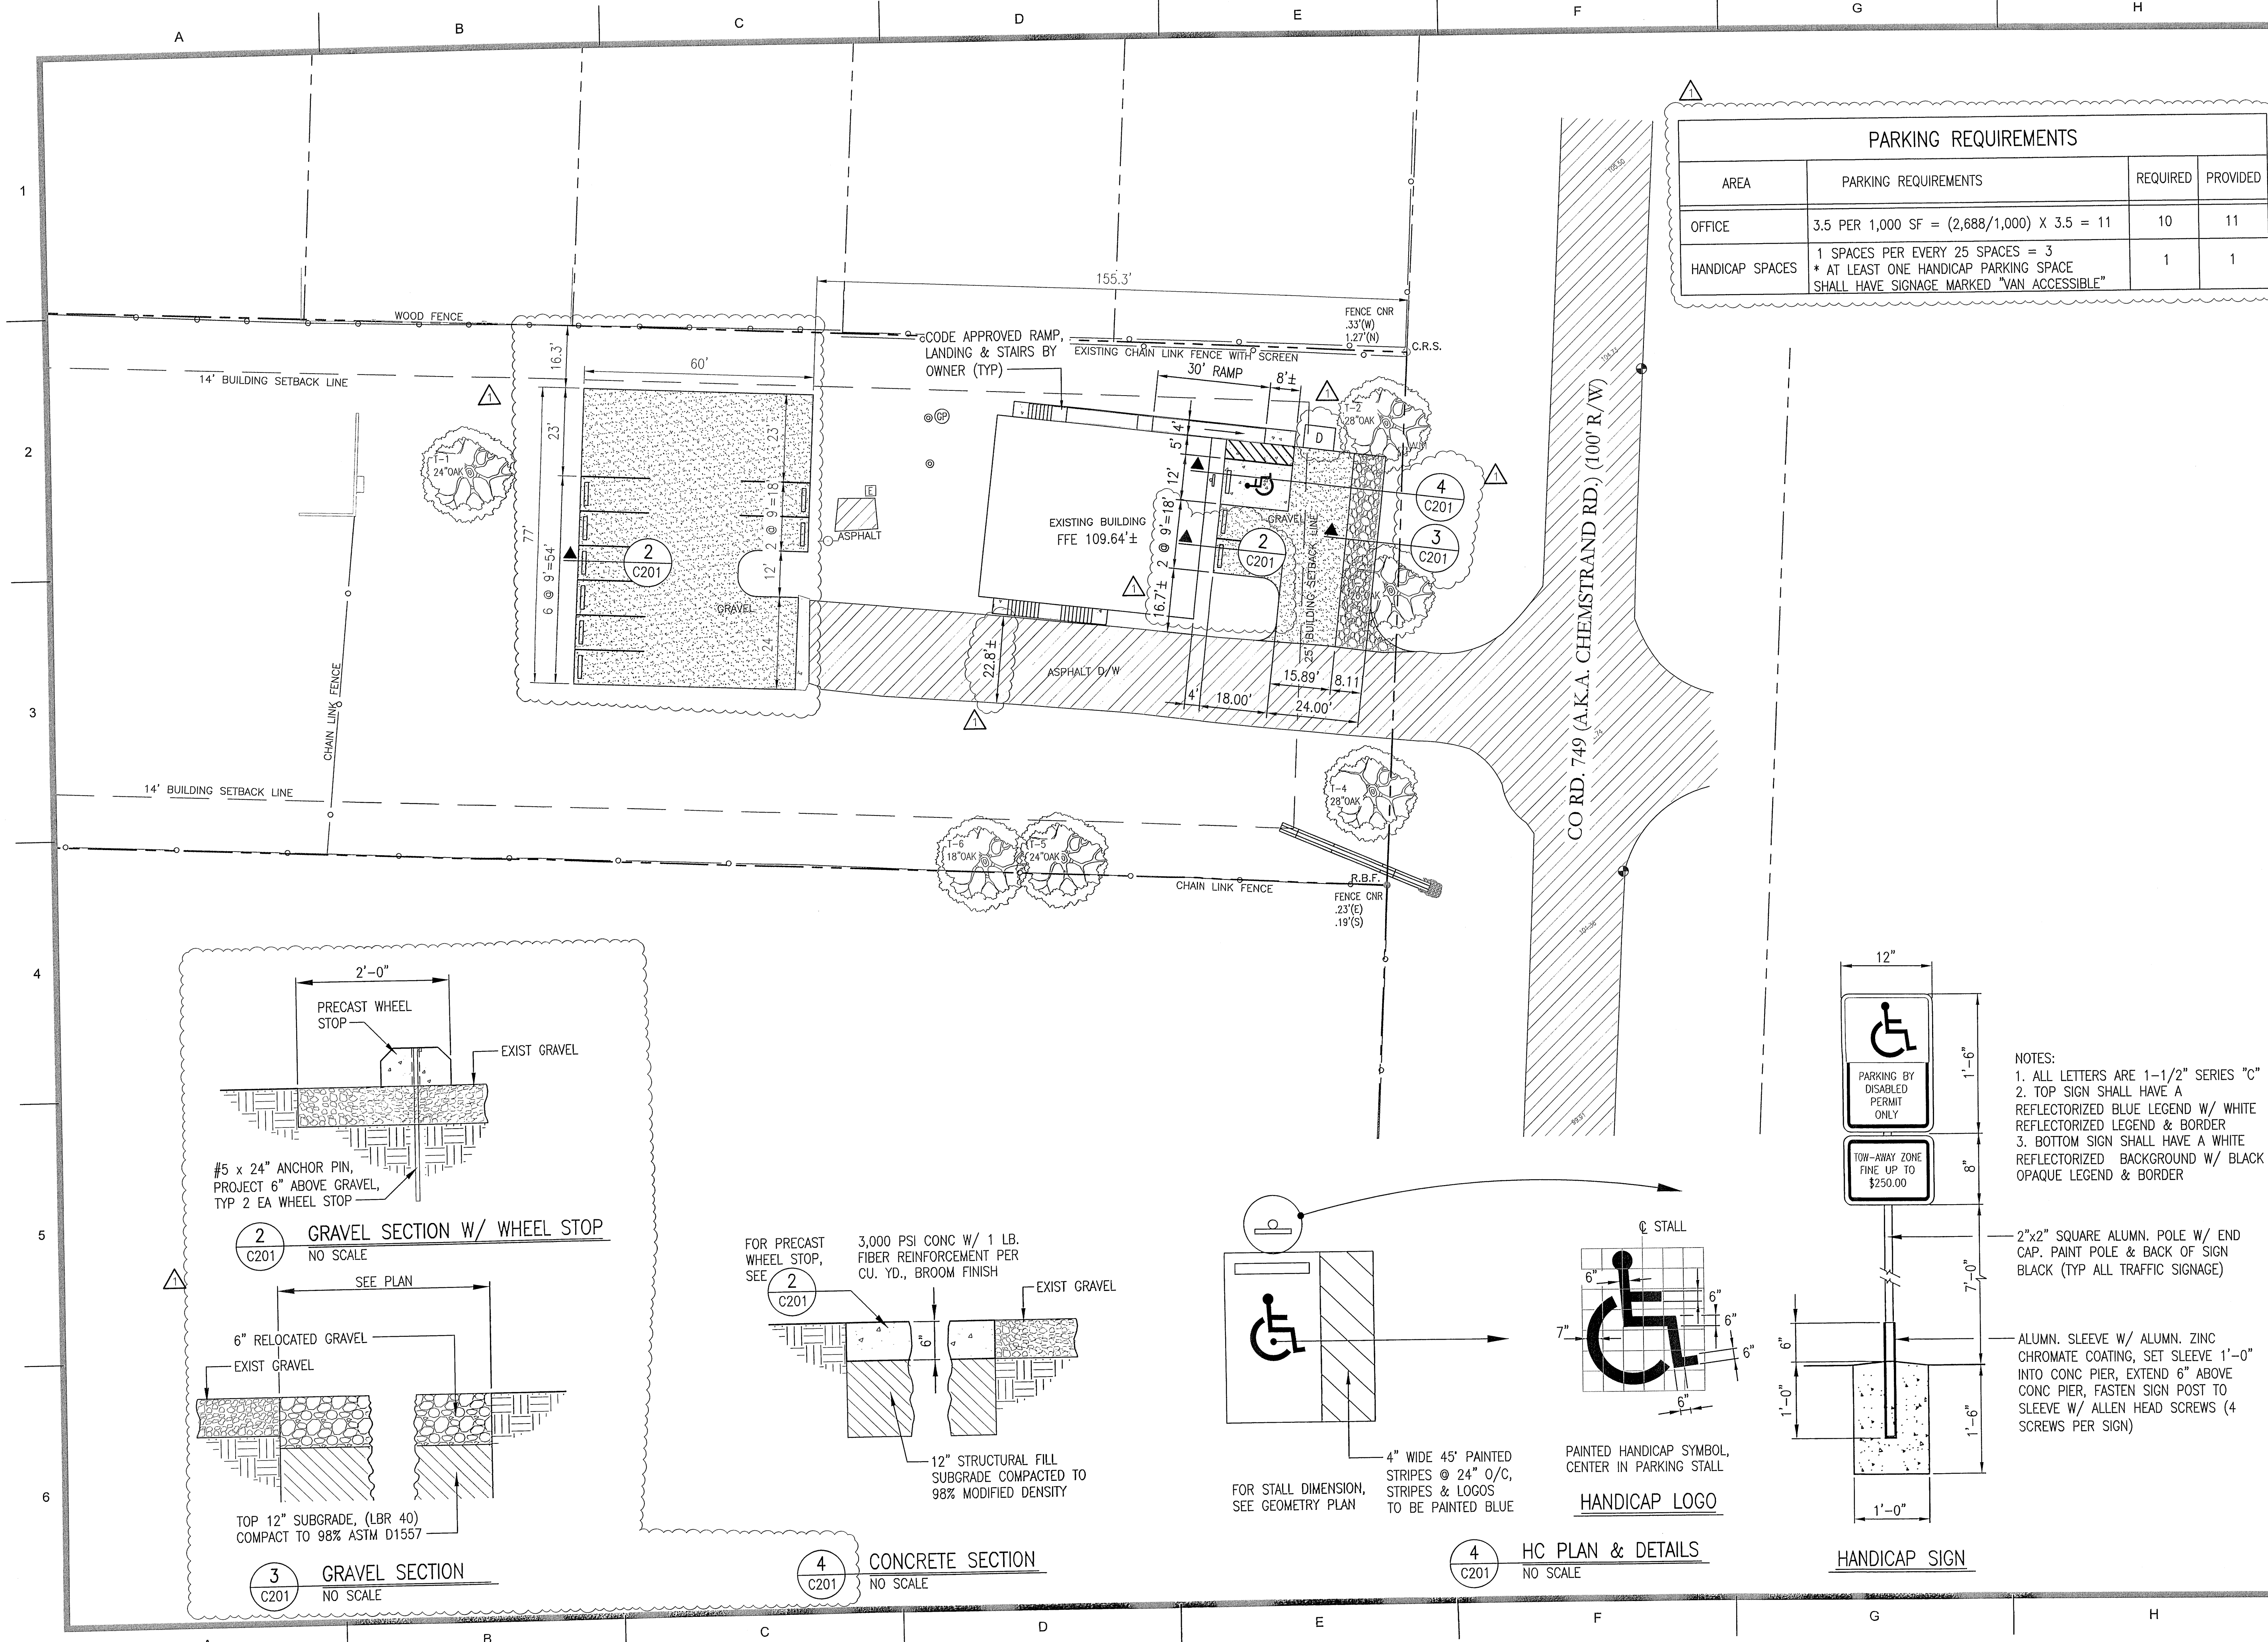 A B C D E F G H
1
1
PARKING REQUIREMENTS
AREA PARKING REQUIREMENTS REQUIRED PROVIDED
OFFICE 3.5 PER 1,000 SF = (2,688/1,000) X 3.5 = 11 10 11
HANDICAP SPACES 1 SPACES PER EVERY 25 SPACES = 3 1 1
* AT LEAST ONE HANDICAP PARKING SPACE
SHALL HAVE SIGNAGE MARKED "VAN ACCESSIBLE"
105.50
155.3'
WOOD FENCE
FENCE CNR
.33'(W)
1.27'(N)
C.R.S.
CODE APPROVED RAMP,
LANDING & STAIRS BY
OWNER (TYP)
EXISTING CHAIN LINK FENCE WITH SCREEN
16.3'
60'
30' RAMP
8'±
14' BUILDING SETBACK LINE
104.73
1
1
2
23'
23'
GP
4'
5'
D
T-2
28"OAK
T-1
24"OAK
12'
4
C201
1
77'
6 @ 9'=54'
2 @ 9'=18
E
ASPHALT
EXISTING BUILDING
FFE 109.64'±
2 @ 9'=18'
GRAVEL
25' BUILDING SETBACK LINE
2
C201
3
C201
2
C201
12'
GRAVEL
1
16.7'±
24
22.8'±
ASPHALT D/W
15.89' 8.11
4' 18.00' 24.00'
1
3
CHAIN LINK FENCE
CO RD. 749 (A.K.A. CHEMSTRAND RD.) (100' R/W)
.74
14' BUILDING SETBACK LINE
T-4
28"OAK
T-6
18"OAK
T-5
24"OAK
CHAIN LINK FENCE
R.B.F.
FENCE CNR
.23'(E)
.19'(S)
4
2'-0"
PRECAST WHEEL
STOP
EXIST GRAVEL
#5 x 24" ANCHOR PIN,
PROJECT 6" ABOVE GRAVEL,
TYP 2 EA WHEEL STOP
2
C201
GRAVEL SECTION W/ WHEEL STOP
NO SCALE
5
1
SEE PLAN
6" RELOCATED GRAVEL
EXIST GRAVEL
TOP 12" SUBGRADE, (LBR 40)
COMPACT TO 98% ASTM D1557
3
C201
GRAVEL SECTION
NO SCALE
6
FOR PRECAST
WHEEL STOP,
SEE
2
C201
3,000 PSI CONC W/ 1 LB.
FIBER REINFORCEMENT PER
CU. YD., BROOM FINISH
EXIST GRAVEL
6"
12" STRUCTURAL FILL
SUBGRADE COMPACTED TO
98% MODIFIED DENSITY
4
C201
CONCRETE SECTION
NO SCALE
FOR STALL DIMENSION,
SEE GEOMETRY PLAN
4" WIDE 45° PAINTED
STRIPES @ 24" O/C,
STRIPES & LOGOS
TO BE PAINTED BLUE
℄ STALL
6"
6"
6"
7"
6"
6"
PAINTED HANDICAP SYMBOL,
CENTER IN PARKING STALL
HANDICAP LOGO
4
C201
HC PLAN & DETAILS
NO SCALE
12"
PARKING BY
DISABLED
PERMIT
ONLY
1'-6"
TOW-AWAY ZONE
FINE UP TO
$250.00
8"
7'-0"
6"
1'-0"
1'-6"
1'-0"
HANDICAP SIGN
NOTES:
1. ALL LETTERS ARE 1-1/2" SERIES "C"
2. TOP SIGN SHALL HAVE A
REFLECTORIZED BLUE LEGEND W/ WHITE
REFLECTORIZED LEGEND & BORDER
3. BOTTOM SIGN SHALL HAVE A WHITE
REFLECTORIZED BACKGROUND W/ BLACK
OPAQUE LEGEND & BORDER
2"x2" SQUARE ALUMN. POLE W/ END
CAP. PAINT POLE & BACK OF SIGN
BLACK (TYP ALL TRAFFIC SIGNAGE)
ALUMN. SLEEVE W/ ALUMN. ZINC
CHROMATE COATING, SET SLEEVE 1'-0"
INTO CONC PIER, EXTEND 6" ABOVE
CONC PIER, FASTEN SIGN POST TO
SLEEVE W/ ALLEN HEAD SCREWS (4
SCREWS PER SIGN)
B C D E F G H